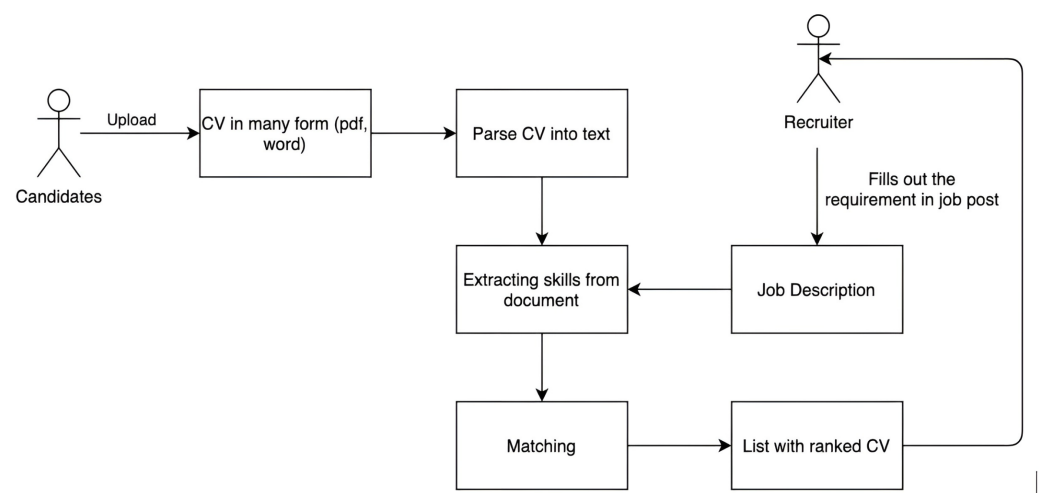 Upload
CV in many form (pdf,
word)
Candidates
Parse CV into text
Recruiter
Fills out the
requirement in job post
Extracting skills from
document
Job Description
Matching
List with ranked CV